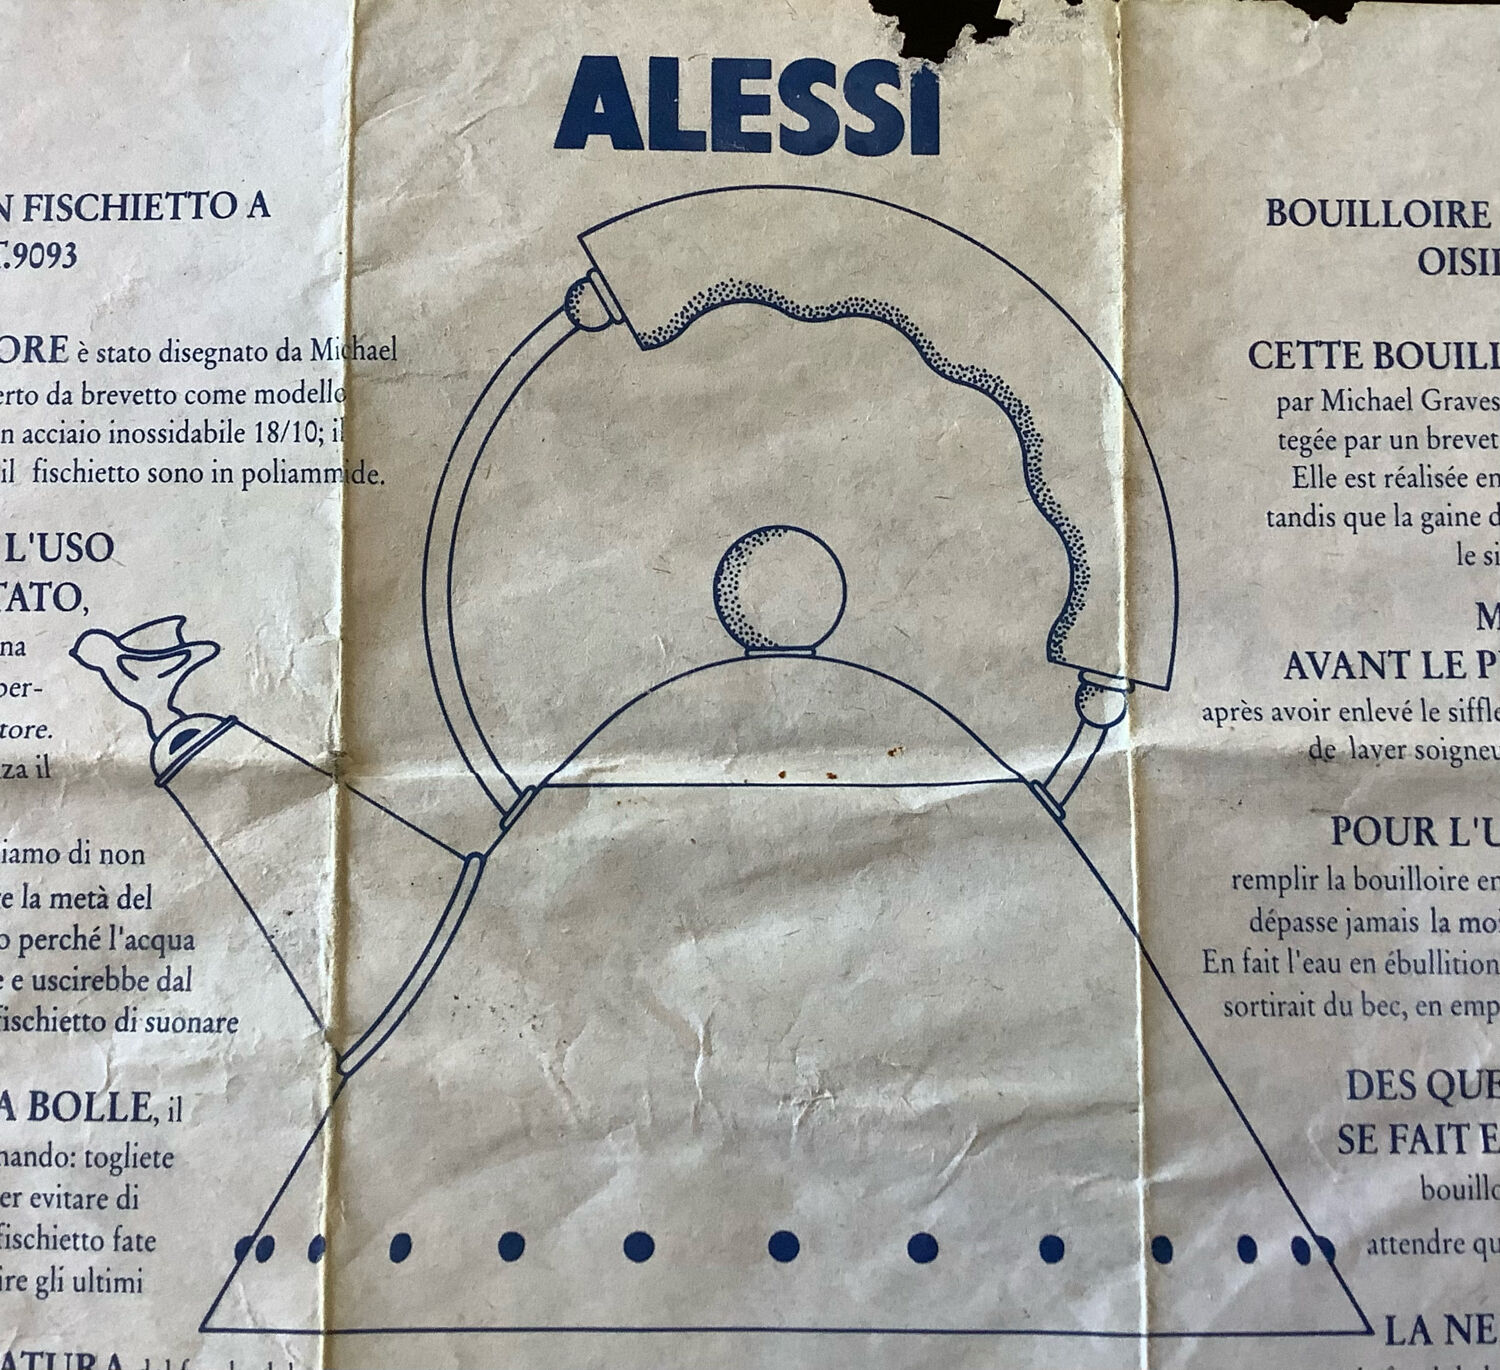 ALESSI
N FISCHIETTO A
T.9093
ORE è stato disegnato da Michael
erto da brevetto come modello
n acciaio inossidabile 18/10; il
il fischietto sono in poliammide.
L'USO
TATO,
na
per-
tore.
za il
iamo di non
e la metà del
o perché l'acqua
e e uscirebbe dal
fischietto di suonare
A BOLLE, il
nando: togliete
er evitare di
fischietto fate
ire gli ultimi
ATURA
BOUILLOIRE
OISI
CETTE BOUILL
par Michael Graves
tegée par un brevet
Elle est réalisée en
tandis que la gaine d
le si
M
AVANT LE P
après avoir enlevé le siffle
de laver soigneu
POUR L'U
remplir la bouilloire en
dépasse jamais la moi
En fait l'eau en ébullition
sortirait du bec, en emp
DES QUE
SE FAIT E
bouillo
attendre qu
LA NE